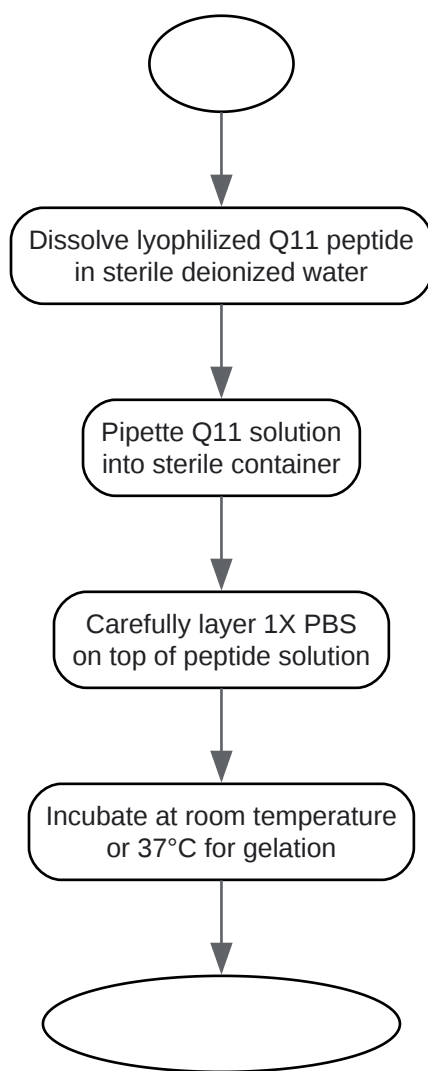 Dissolve lyophilized Q11 peptide
in sterile deionized water
Pipette Q11 solution
into sterile container
Carefully layer 1X PBS
on top of peptide solution
Incubate at room temperature
or 37°C for gelation